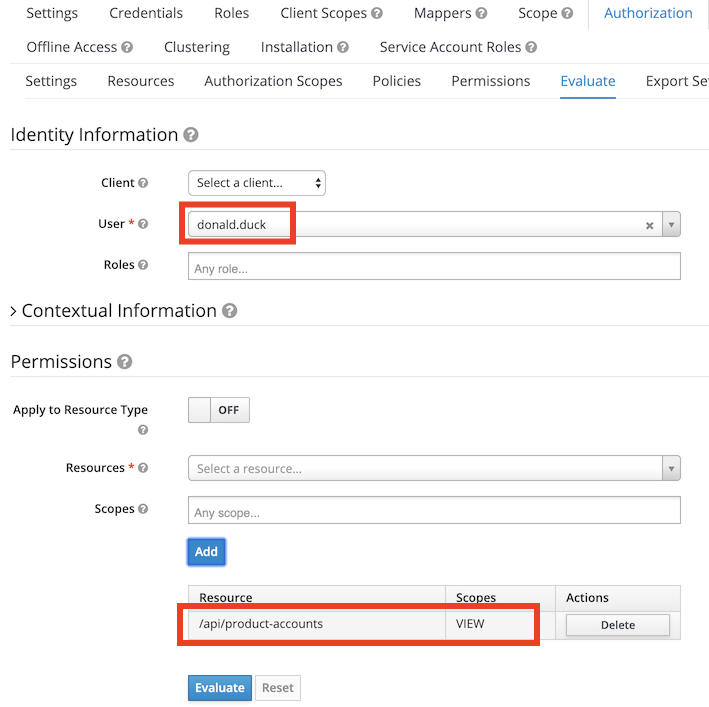 Settings Credentials Roles Client Scopes ? Mappers ? Scope ? Authorization
Offline Access ? Clustering Installation ? Service Account Roles ?
Settings Resources Authorization Scopes Policies Permissions Evaluate Export Se
Identity Information ?
Client ? Select a client...
User * ? donald.duck ×
Roles ? Any role...
> Contextual Information ?
Permissions ?
Apply to Resource Type OFF
?
Resources * ? Select a resource...
Scopes ? Any scope...
Add
Resource Scopes Actions
/api/product-accounts VIEW Delete
Evaluate Reset